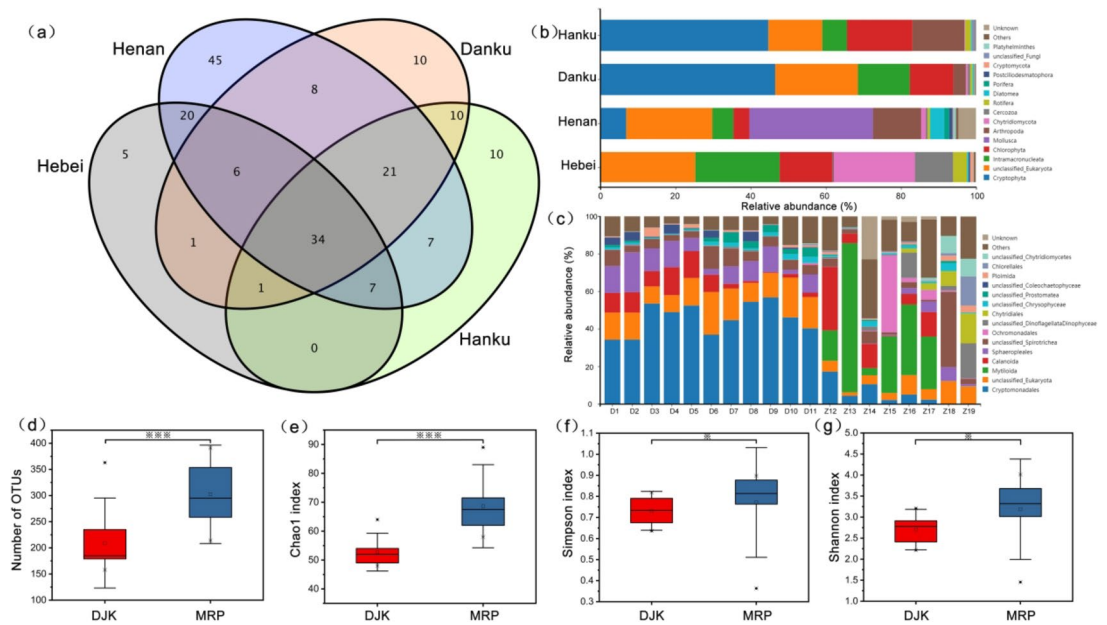 (a)
Henan
Danku
Hebei
Hanku
45
10
8
20
10
5
10
6
21
1
34
7
1
7
0
(b)
Hanku
Danku
Henan
Hebei
0
20
40
60
80
100
Relative abundance (%)
Unknown
Others
Platyhelminthes
unclassified_Fungi
Cryptomycota
Postciliodesmatophora
Porifera
Diatomea
Rotifera
Cercozoa
Chytridiomycota
Arthropoda
Mollusca
Chlorophyta
Intramacronucleata
unclassified_Eukaryota
Cryptophyta
(c)
Relative abundance (%)
100
80
60
40
20
0
D1 D2 D3 D4 D5 D6 D7 D8 D9 D10 D11 Z12 Z13 Z14 Z15 Z16 Z17 Z18 Z19
Unknown
Others
unclassified_Chytridiomycetes
Chlorellales
Ploimida
unclassified_Coleochaetophyceae
unclassified_Prostomatea
unclassified_Chrysophyceae
Chytridiales
unclassified_DinoflagellataDinophyceae
Ochromonadales
unclassified_Spirotrichea
Sphaeropleales
Calanoida
Mytiloida
unclassified_Eukaryota
Cryptomonadales
(d)
Number of OTUs
400
350
300
250
200
150
100
※※※
DJK MRP
(e)
Chao1 index
90
80
70
60
50
40
※※※
DJK MRP
(f)
Simpson index
1.1
1.0
0.9
0.8
0.7
0.6
0.5
0.4
0.3
※
DJK MRP
(g)
Shannon index
5.0
4.5
4.0
3.5
3.0
2.5
2.0
1.5
1.0
※
DJK MRP